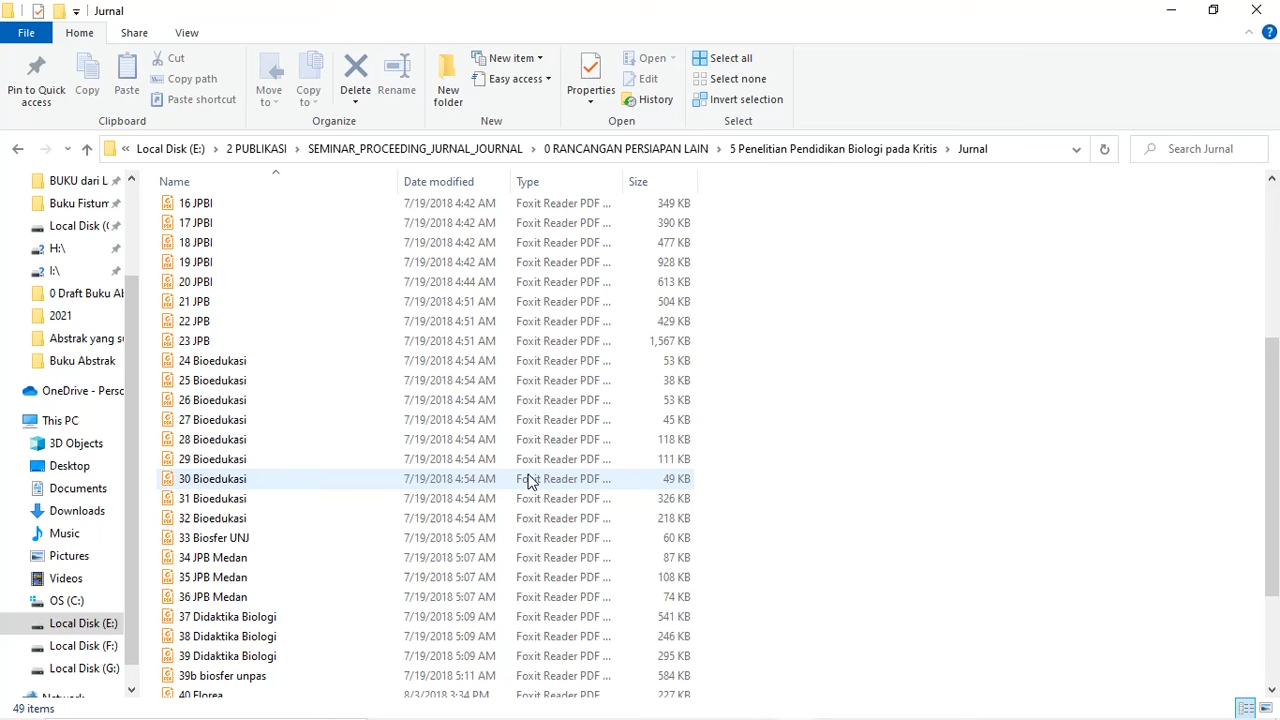 Jurnal
File Home Share View
Pin to Quick access
Copy
Paste
Cut
Copy path
Paste shortcut
Clipboard
Move to
Copy to
Delete
Rename
Organize
New folder
New item
Easy access
New
Properties
Open
Edit
History
Open
Select all
Select none
Invert selection
Select
« Local Disk (E:) › 2 PUBLIKASI › SEMINAR_PROCEEDING_JURNAL_JOURNAL › 0 RANCANGAN PERSIAPAN LAIN › 5 Penelitian Pendidikan Biologi pada Kritis › Jurnal
Search Jurnal
BUKU dari L
Buku Fistum
Local Disk (
H:\
I:\
0 Draft Buku Ab
2021
Abstrak yang su
Buku Abstrak
OneDrive - Perso
This PC
3D Objects
Desktop
Documents
Downloads
Music
Pictures
Videos
OS (C:)
Local Disk (E:)
Local Disk (F:)
Local Disk (G:)
Network
Name Date modified Type Size
16 JPBI 7/19/2018 4:42 AM Foxit Reader PDF ... 349 KB
17 JPBI 7/19/2018 4:42 AM Foxit Reader PDF ... 390 KB
18 JPBI 7/19/2018 4:42 AM Foxit Reader PDF ... 477 KB
19 JPBI 7/19/2018 4:42 AM Foxit Reader PDF ... 928 KB
20 JPBI 7/19/2018 4:44 AM Foxit Reader PDF ... 613 KB
21 JPB 7/19/2018 4:51 AM Foxit Reader PDF ... 504 KB
22 JPB 7/19/2018 4:51 AM Foxit Reader PDF ... 429 KB
23 JPB 7/19/2018 4:51 AM Foxit Reader PDF ... 1,567 KB
24 Bioedukasi 7/19/2018 4:54 AM Foxit Reader PDF ... 53 KB
25 Bioedukasi 7/19/2018 4:54 AM Foxit Reader PDF ... 38 KB
26 Bioedukasi 7/19/2018 4:54 AM Foxit Reader PDF ... 53 KB
27 Bioedukasi 7/19/2018 4:54 AM Foxit Reader PDF ... 45 KB
28 Bioedukasi 7/19/2018 4:54 AM Foxit Reader PDF ... 118 KB
29 Bioedukasi 7/19/2018 4:54 AM Foxit Reader PDF ... 111 KB
30 Bioedukasi 7/19/2018 4:54 AM Foxit Reader PDF ... 49 KB
31 Bioedukasi 7/19/2018 4:54 AM Foxit Reader PDF ... 326 KB
32 Bioedukasi 7/19/2018 4:54 AM Foxit Reader PDF ... 218 KB
33 Biosfer UNJ 7/19/2018 5:05 AM Foxit Reader PDF ... 60 KB
34 JPB Medan 7/19/2018 5:07 AM Foxit Reader PDF ... 87 KB
35 JPB Medan 7/19/2018 5:07 AM Foxit Reader PDF ... 108 KB
36 JPB Medan 7/19/2018 5:07 AM Foxit Reader PDF ... 74 KB
37 Didaktika Biologi 7/19/2018 5:09 AM Foxit Reader PDF ... 541 KB
38 Didaktika Biologi 7/19/2018 5:09 AM Foxit Reader PDF ... 246 KB
39 Didaktika Biologi 7/19/2018 5:09 AM Foxit Reader PDF ... 295 KB
39b biosfer unpas 7/19/2018 5:11 AM Foxit Reader PDF ... 584 KB
40 Florea 8/3/2018 3:34 PM Foxit Reader PDF ... 227 KB
49 items